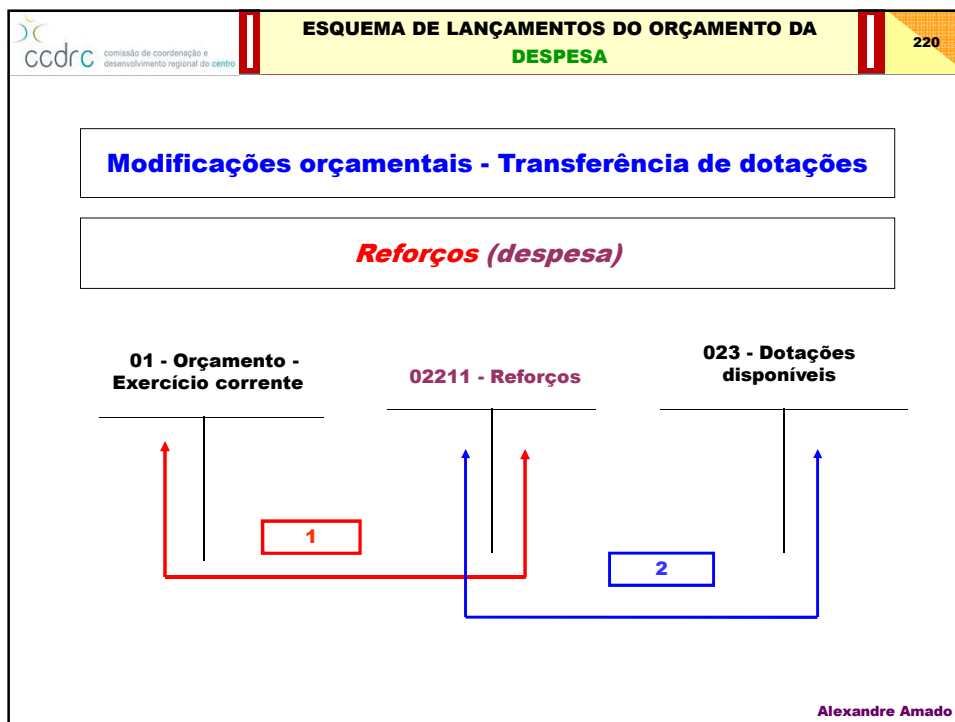 ccdrc
comissão de coordenação e
desenvolvimento regional do centro
ESQUEMA DE LANÇAMENTOS DO ORÇAMENTO DA
DESPESA
220
Modificações orçamentais - Transferência de dotações
Reforços (despesa)
01 - Orçamento -
Exercício corrente
02211 - Reforços
023 - Dotações
disponíveis
1
2
Alexandre Amado